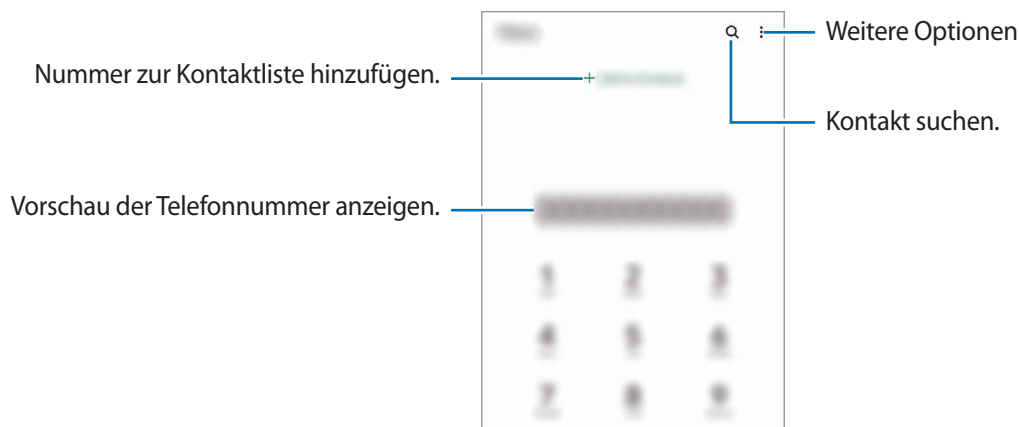 Weitere Optionen
Nummer zur Kontaktliste hinzufügen.
Kontakt suchen.
Vorschau der Telefonnummer anzeigen.
1 2 3
4 5 6
7 8 9